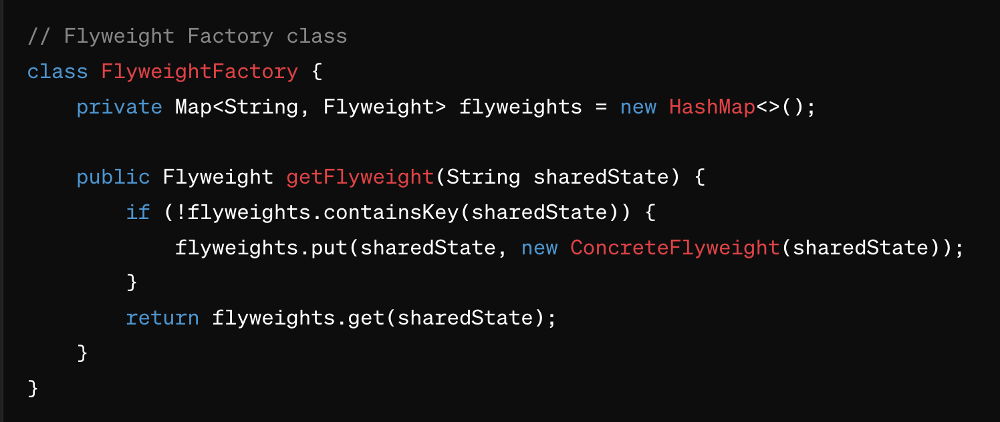 // Flyweight Factory class
class FlyweightFactory {
    private Map<String, Flyweight> flyweights = new HashMap<>();

    public Flyweight getFlyweight(String sharedState) {
        if (!flyweights.containsKey(sharedState)) {
            flyweights.put(sharedState, new ConcreteFlyweight(sharedState));
        }
        return flyweights.get(sharedState);
    }
}